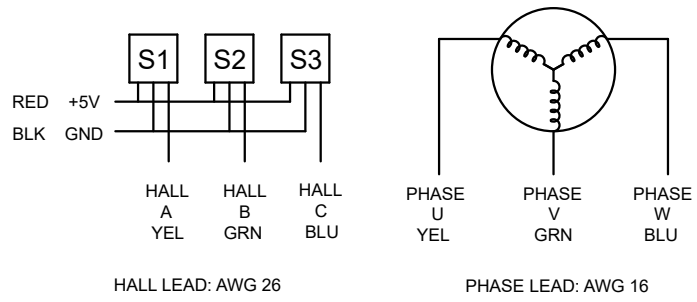 S1 S2 S3
RED +5V
BLK GND
HALL HALL HALL
A B C
YEL GRN BLU
PHASE PHASE PHASE
U V W
YEL GRN BLU
HALL LEAD: AWG 26
PHASE LEAD: AWG 16